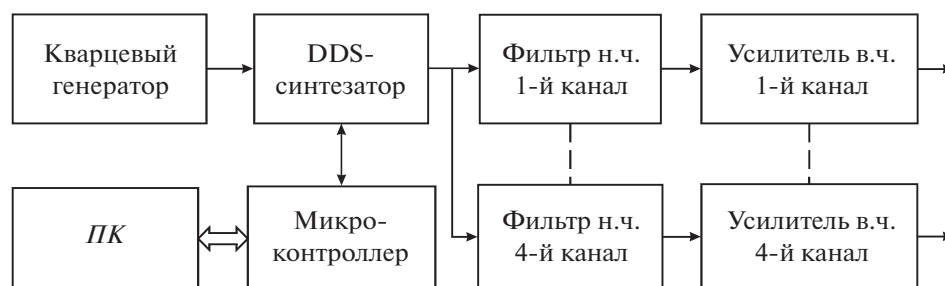 Кварцевый
генератор
DDS-
синтезатор
Фильтр н.ч.
1-й канал
Усилитель в.ч.
1-й канал
ПК
Микро-
контроллер
Фильтр н.ч.
4-й канал
Усилитель в.ч.
4-й канал